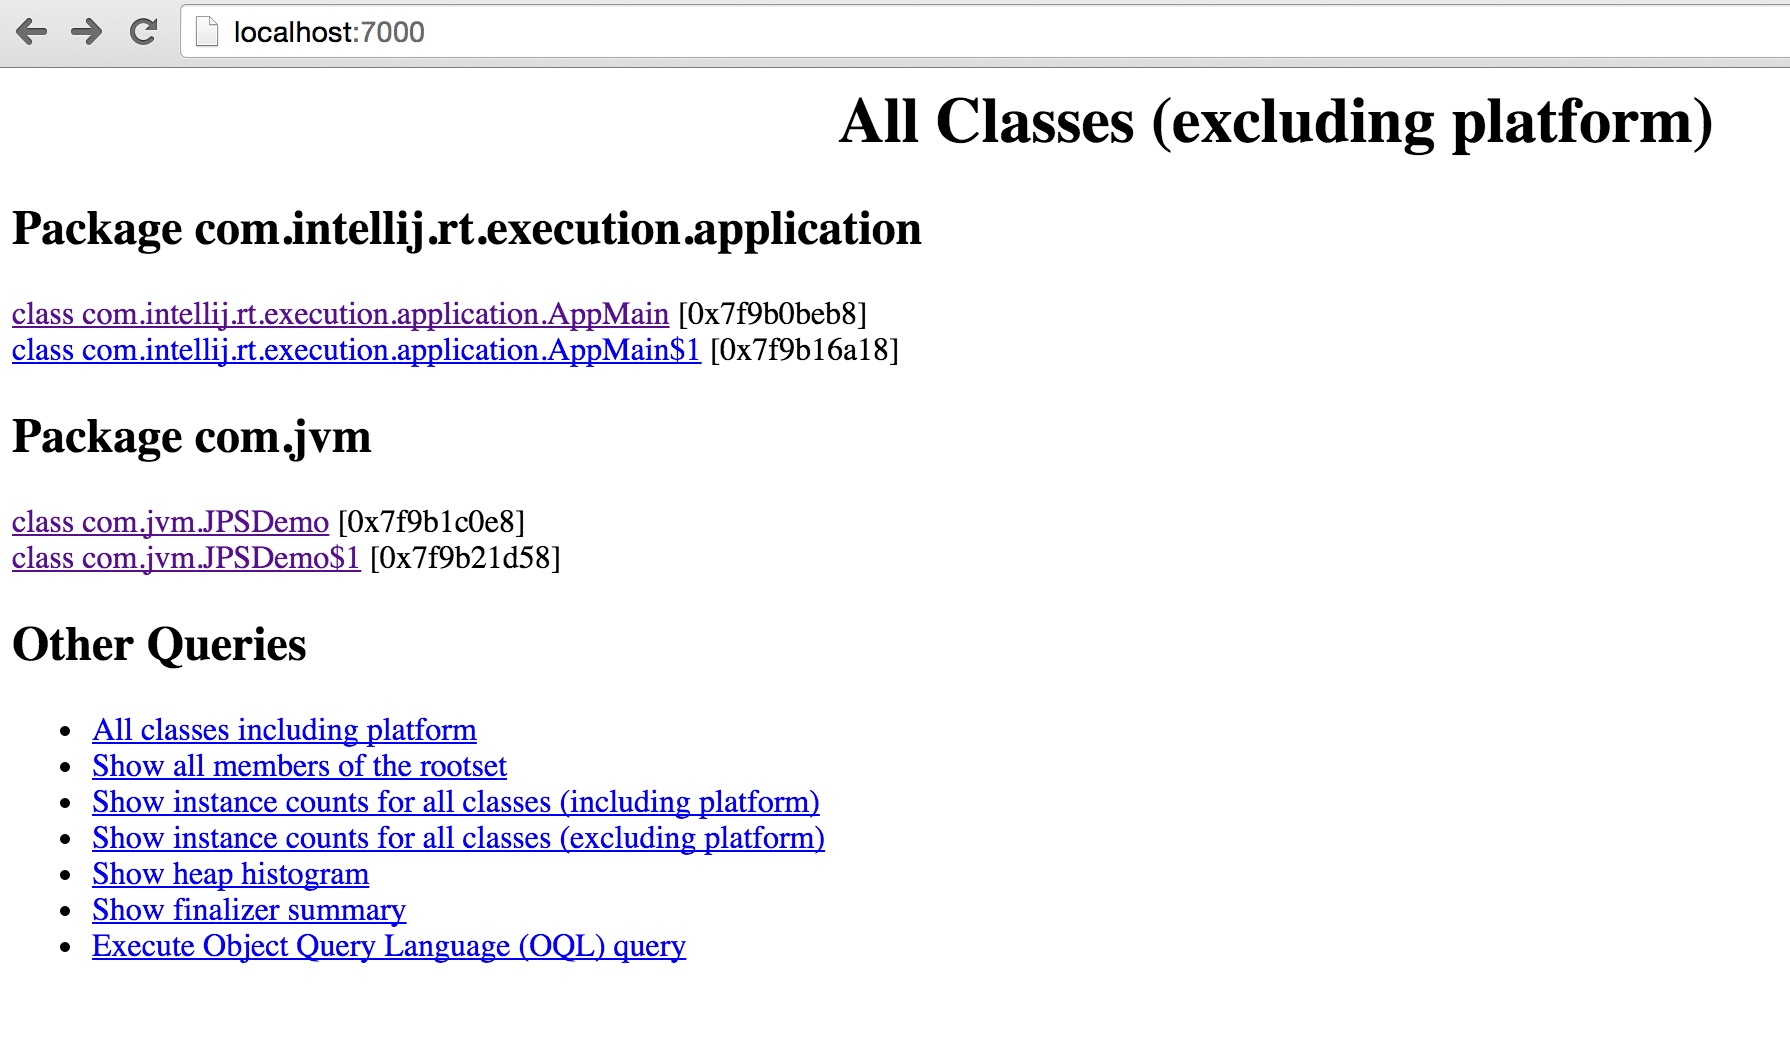 localhost:7000
All Classes (excluding platform)
Package com.intellij.rt.execution.application
class com.intellij.rt.execution.application.AppMain [0x7f9b0beb8]
class com.intellij.rt.execution.application.AppMain$1 [0x7f9b16a18]
Package com.jvm
class com.jvm.JPSDemo [0x7f9b1c0e8]
class com.jvm.JPSDemo$1 [0x7f9b21d58]
Other Queries
• All classes including platform
• Show all members of the rootset
• Show instance counts for all classes (including platform)
• Show instance counts for all classes (excluding platform)
• Show heap histogram
• Show finalizer summary
• Execute Object Query Language (OQL) query